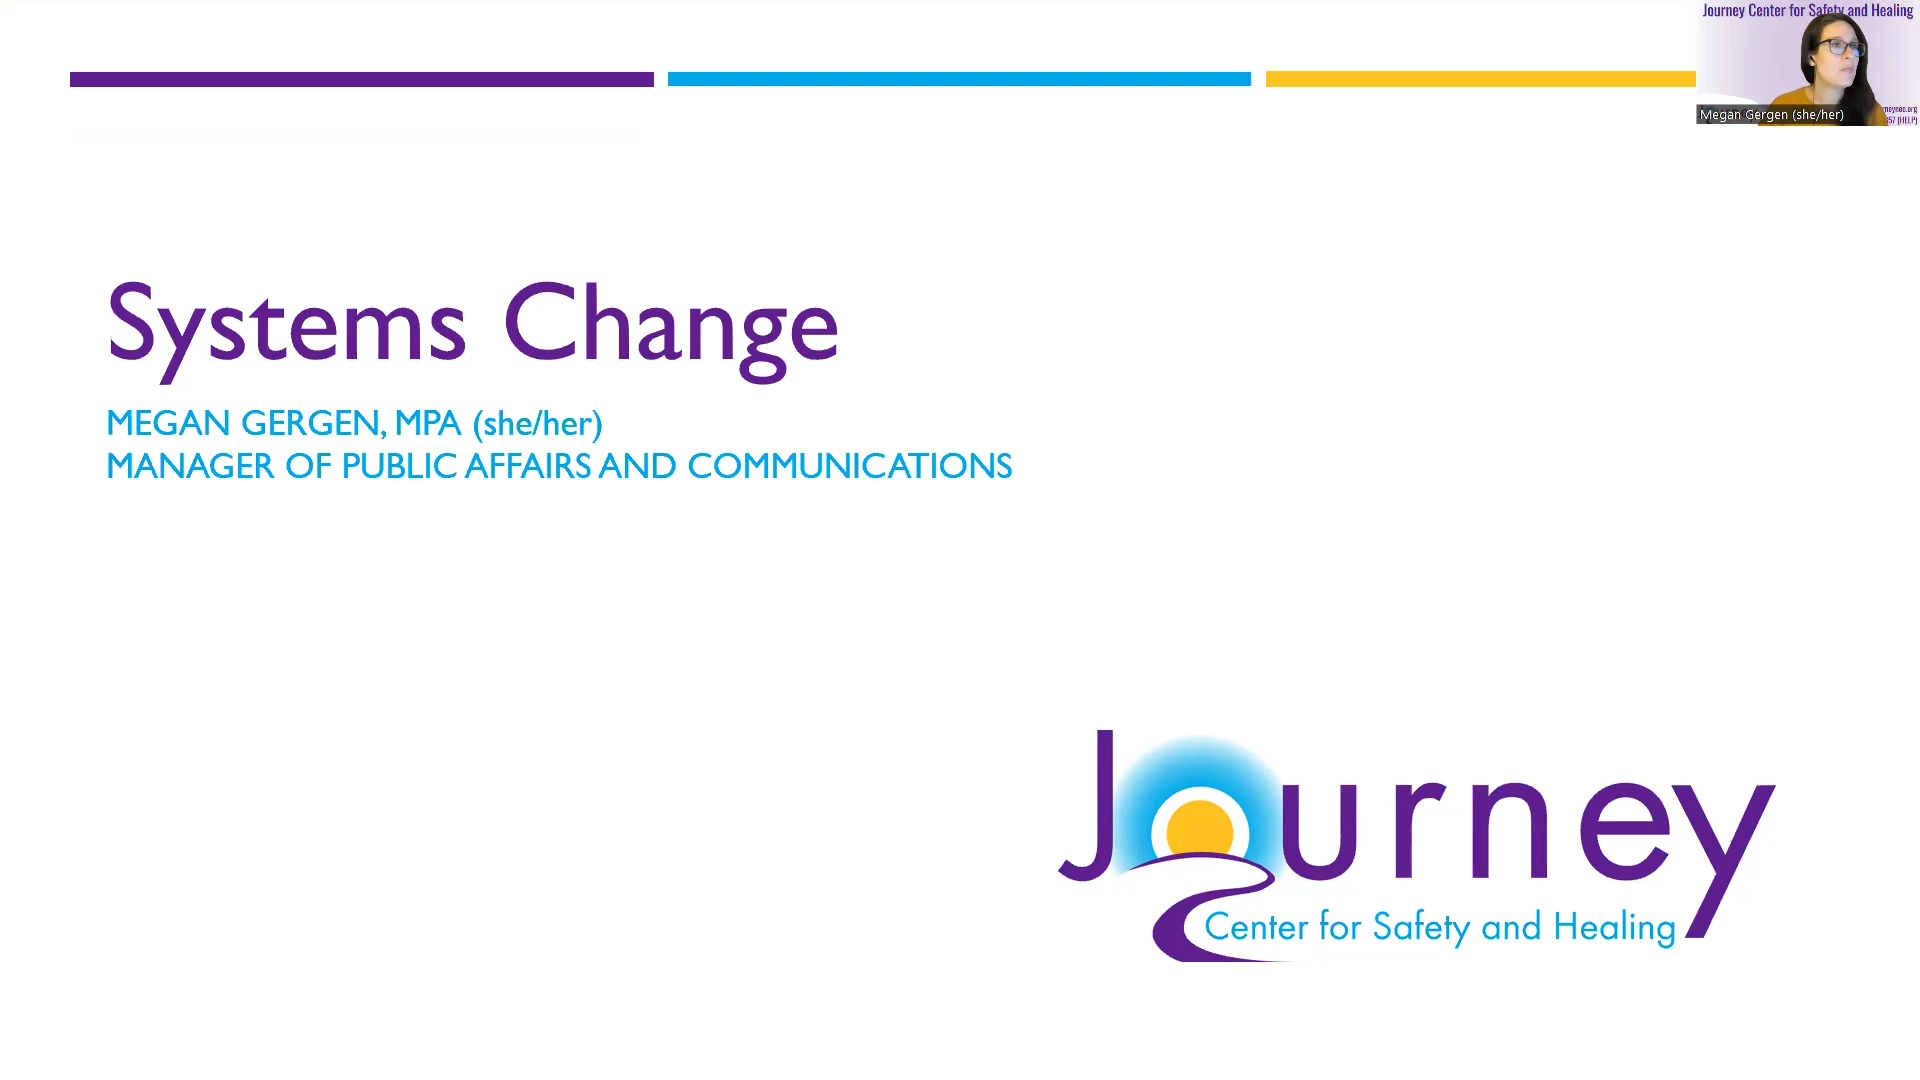 Journey Center for Safety and Healing
Megan Gergen (she/her)
Systems Change
MEGAN GERGEN, MPA (she/her)
MANAGER OF PUBLIC AFFAIRS AND COMMUNICATIONS
Journey
Center for Safety and Healing